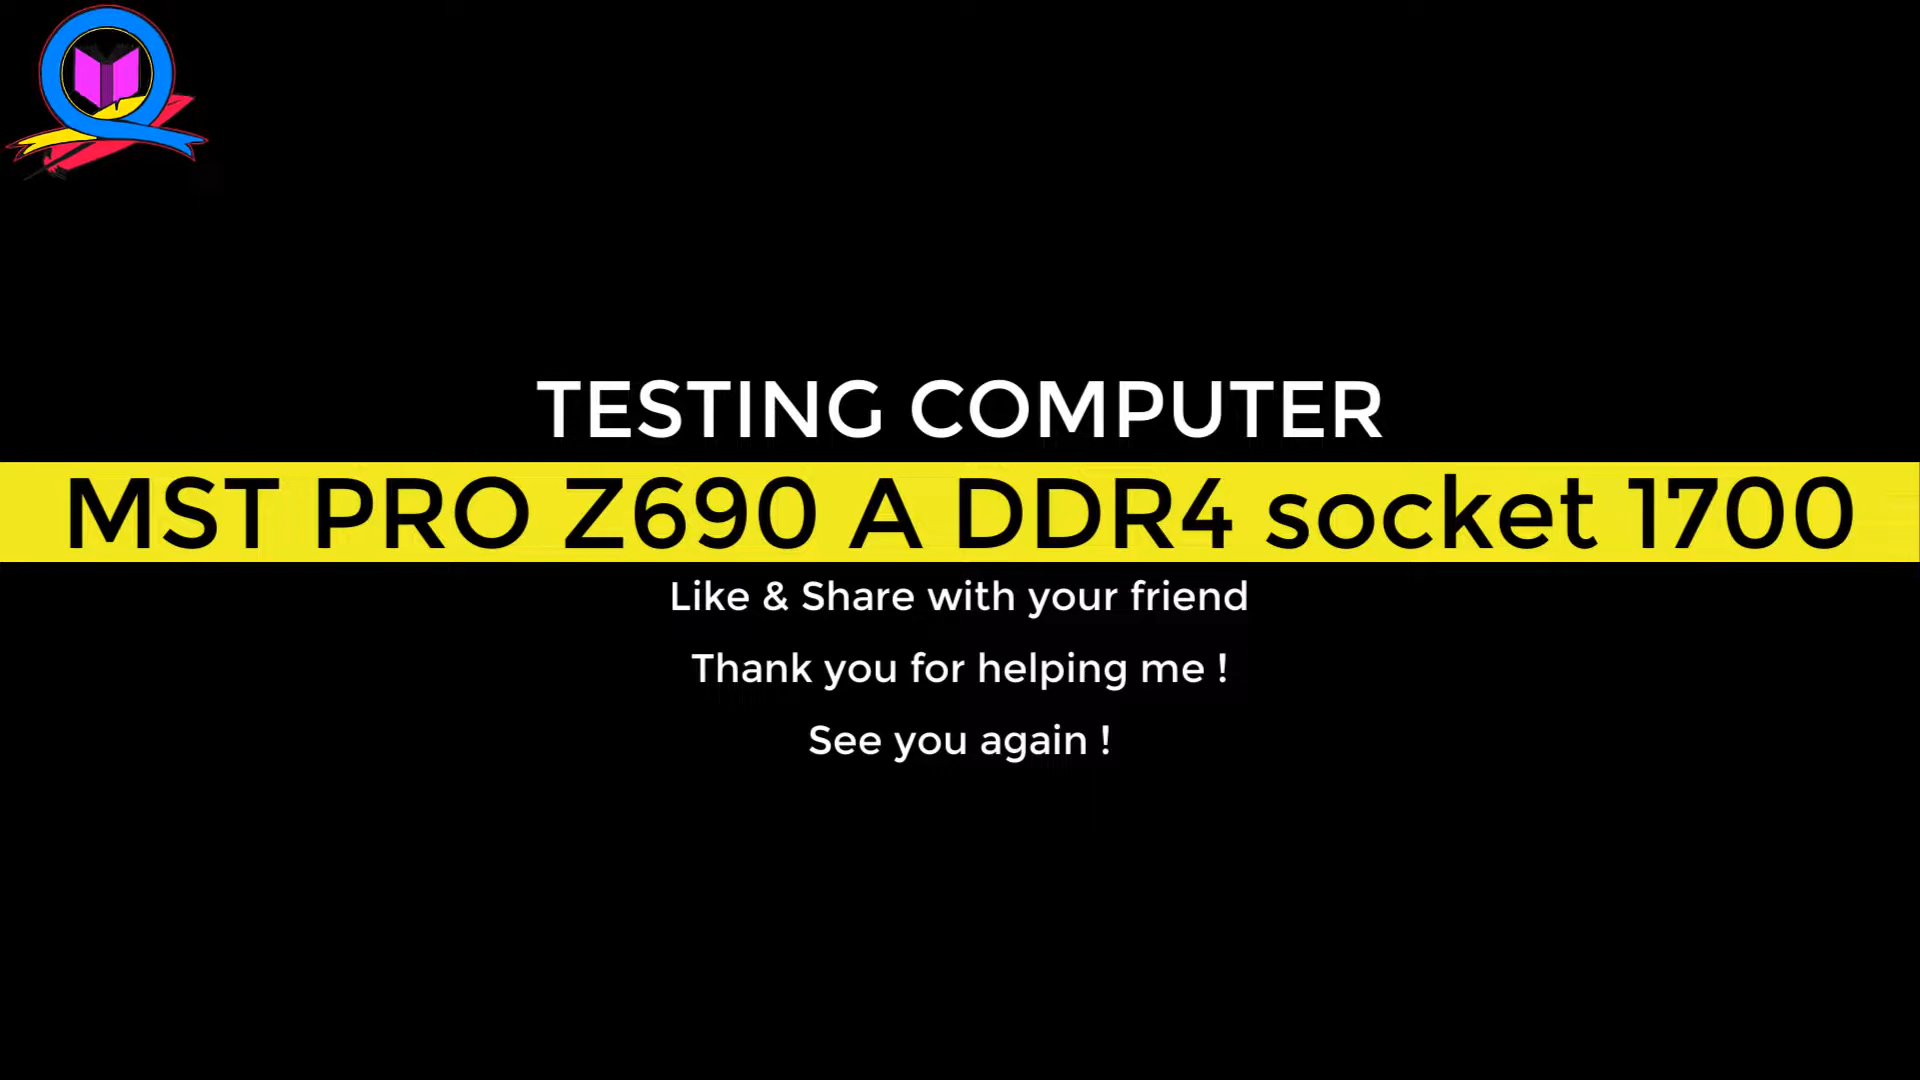 TESTING COMPUTER
MST PRO Z690 A DDR4 socket 1700
Like & Share with your friend
Thank you for helping me !
See you again !